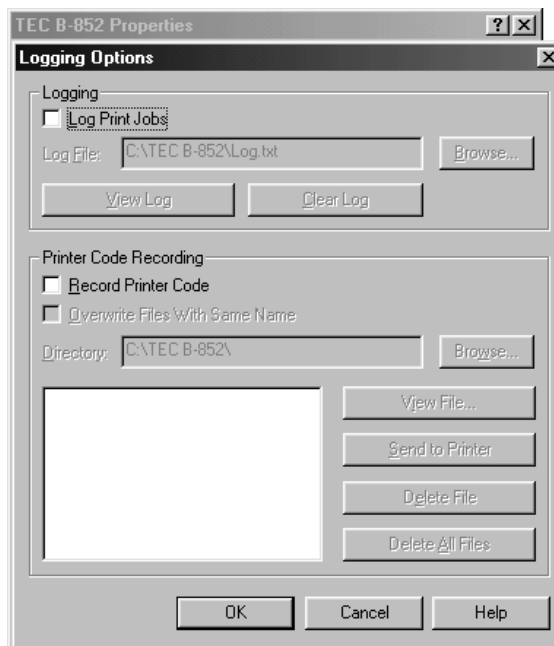 TEC B-852 Properties
Logging Options
Logging
Log Print Jobs
Log File: C:\TEC B-852\Log.txt Browse...
View Log Clear Log
Printer Code Recording
Record Printer Code
Overwrite Files With Same Name
Directory: C:\TEC B-852\ Browse...
View File...
Send to Printer
Delete File
Delete All Files
OK Cancel Help